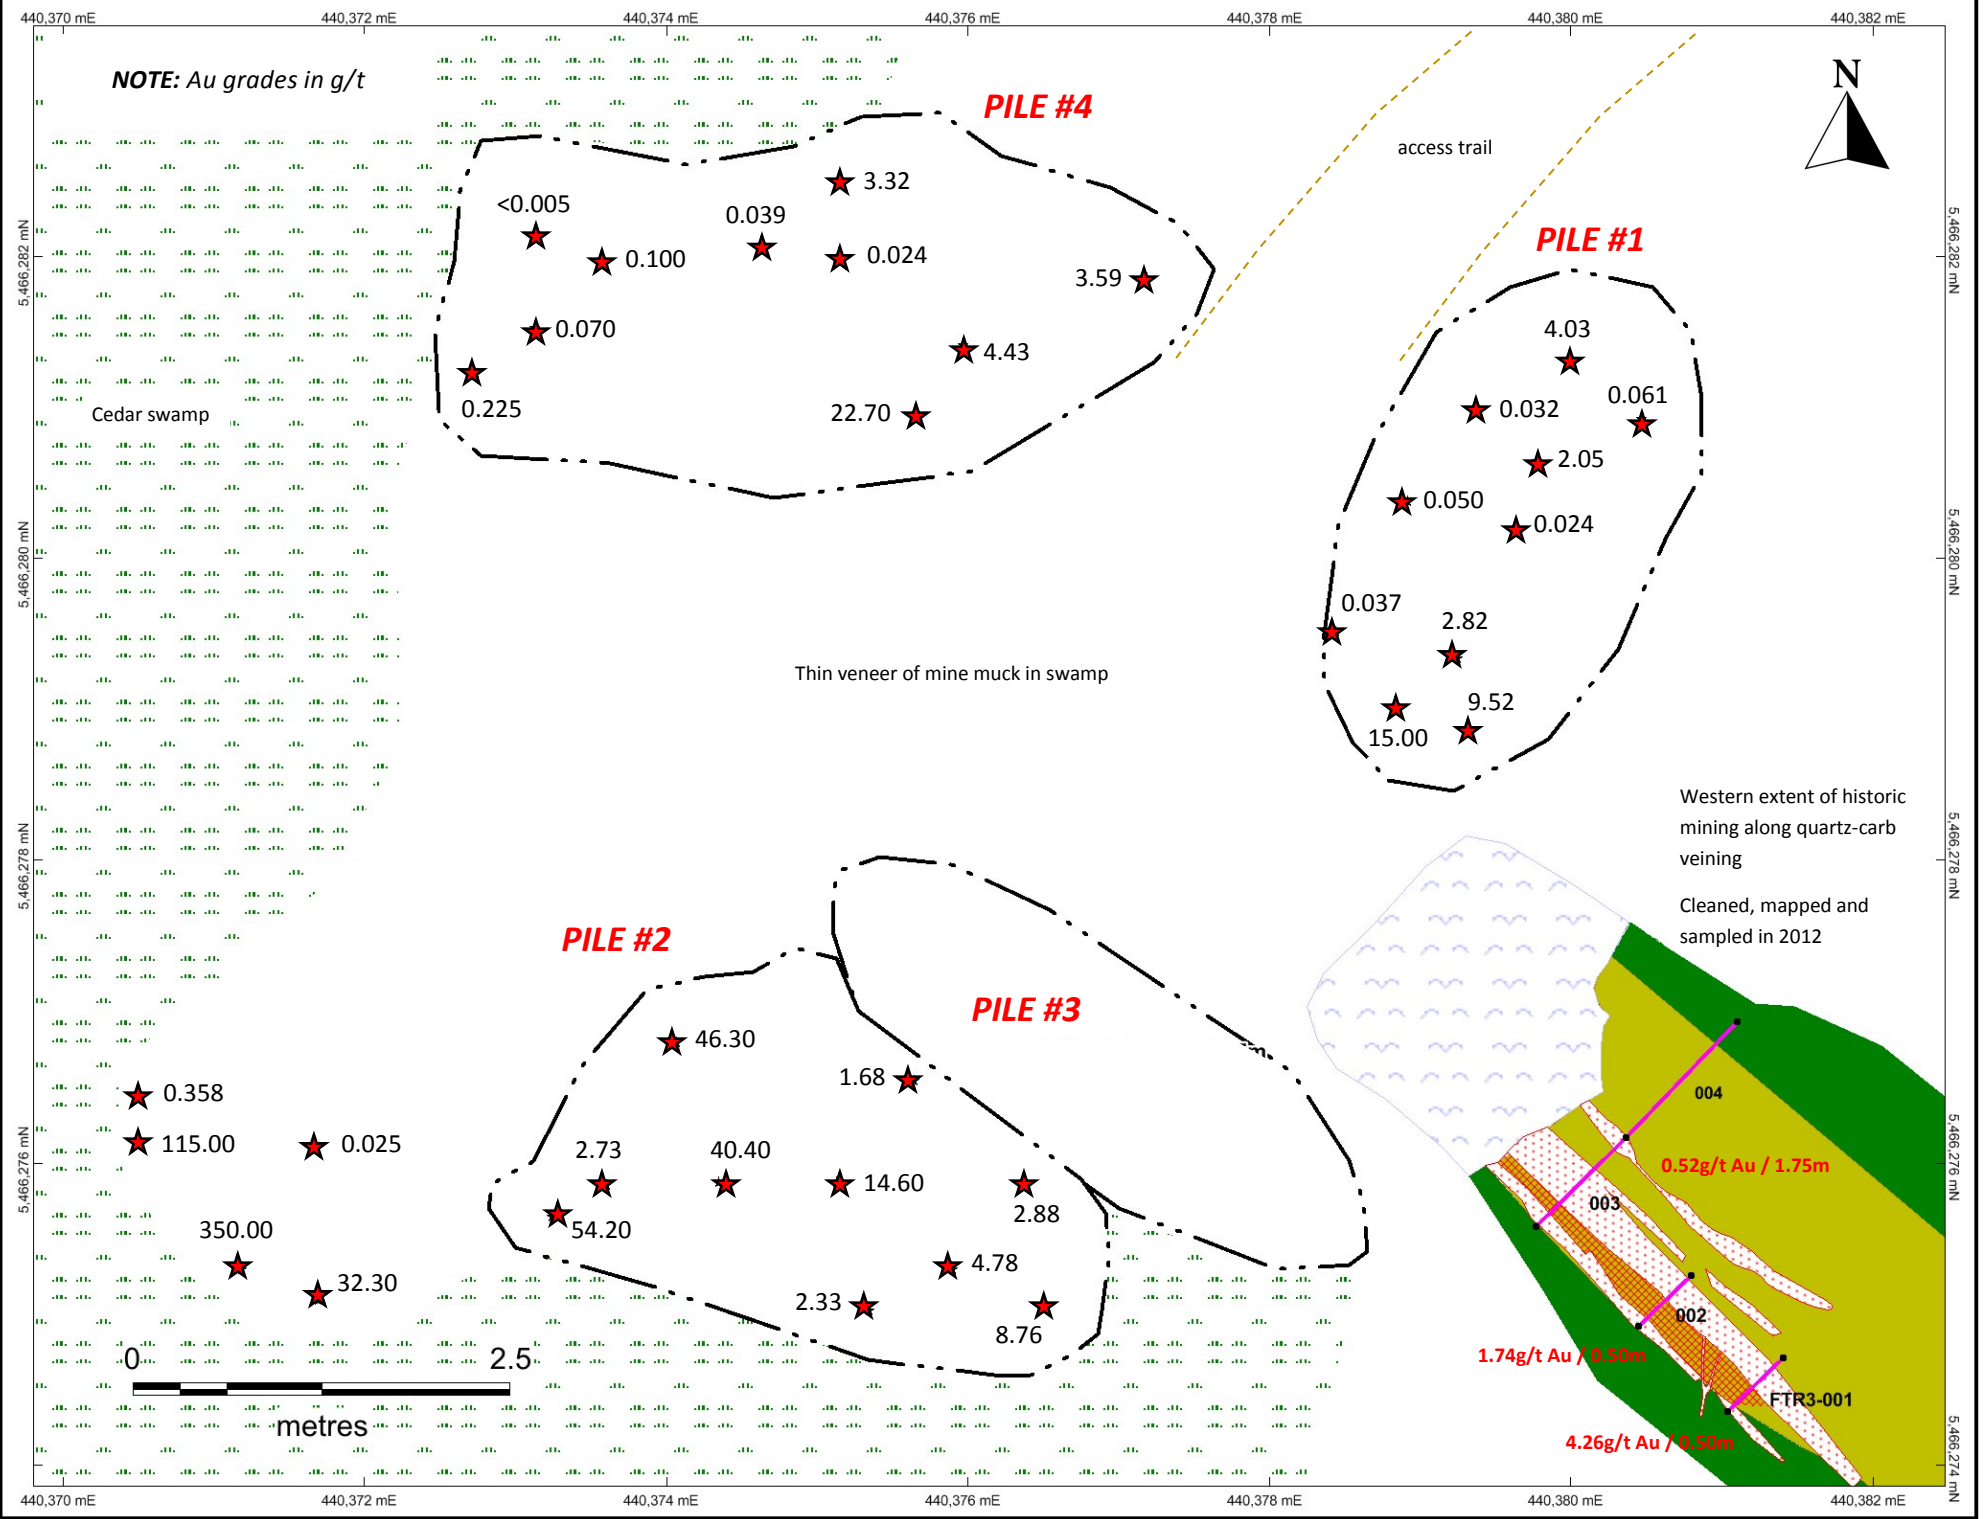 440,370 mE
440,372 mE
440,374 mE
440,376 mE
440,378 mE
440,380 mE
440,382 mE
NOTE: Au grades in g/t
N
PILE #4
access trail
3.32
<0.005
0.039
0.100
0.024
3.59
0.070
4.43
0.225
22.70
Cedar swamp
5,466,282 mN
5,466,282 mN
PILE #1
4.03
0.032
0.061
2.05
0.050
0.024
0.037
2.82
9.52
15.00
5,466,280 mN
5,466,280 mN
Thin veneer of mine muck in swamp
Western extent of historic
mining along quartz-carb
veining
Cleaned, mapped and
sampled in 2012
5,466,278 mN
5,466,278 mN
PILE #2
PILE #3
46.30
1.68
2.73
40.40
14.60
2.88
54.20
4.78
2.33
8.76
0.358
115.00
0.025
350.00
32.30
5,466,276 mN
5,466,276 mN
004
0.52g/t Au / 1.75m
003
002
1.74g/t Au / 0.50m
FTR3-001
4.26g/t Au / 0.50m
5,466,274 mN
0
2.5
metres
440,370 mE
440,372 mE
440,374 mE
440,376 mE
440,378 mE
440,380 mE
440,382 mE